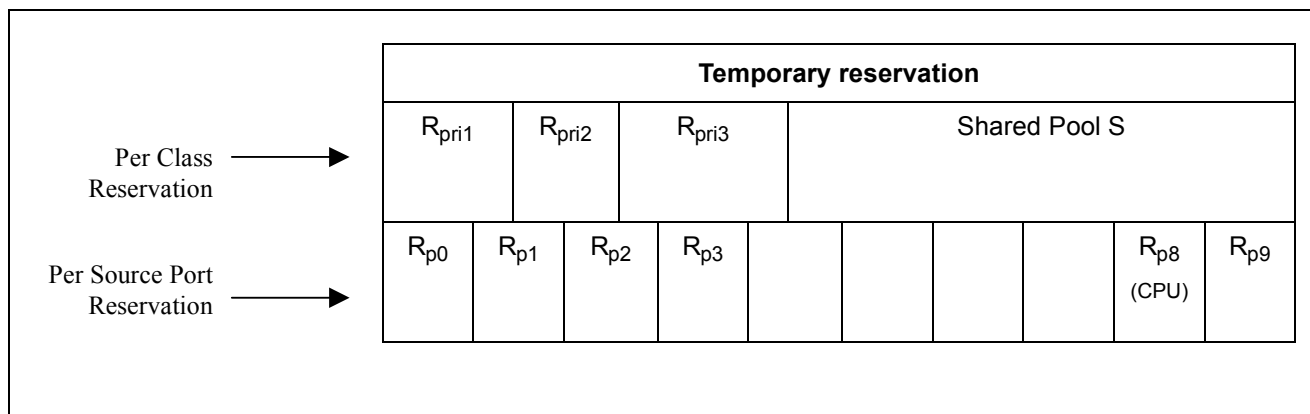 Temporary reservation
Per Class
Reservation
Rpri1 Rpri2 Rpri3 Shared Pool S
Per Source Port
Reservation
Rp0 Rp1 Rp2 Rp3 Rp8 Rp9
(CPU)